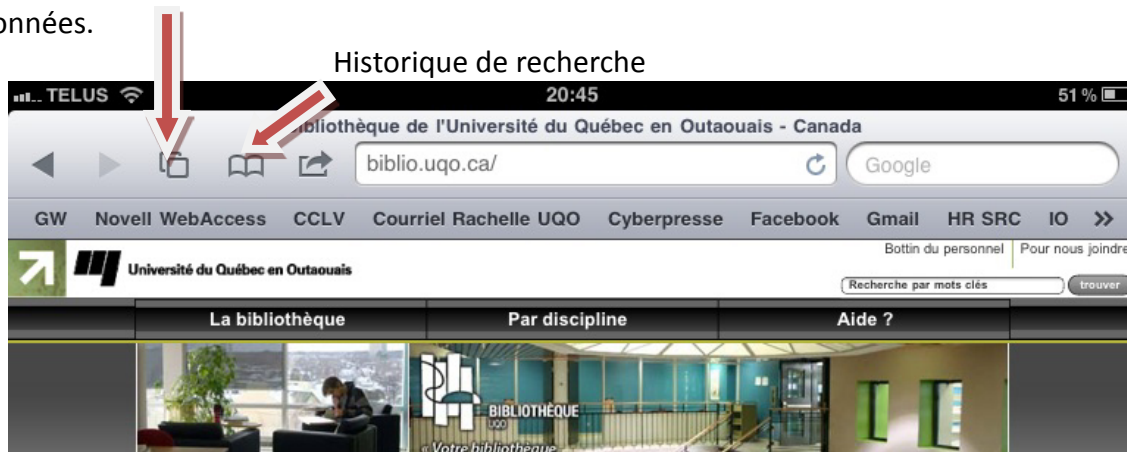 onnées.
Historique de recherche
TELUS 20:45 51 %
bliothèque de l'Université du Québec en Outaouais - Canada
biblio.uqo.ca/ Google
GW Novell WebAccess CCLV Courriel Rachelle UQO Cyberpresse Facebook Gmail HR SRC IO
Bottin du personnel Pour nous joindre
Université du Québec en Outaouais
Recherche par mots clés trouver
La bibliothèque Par discipline Aide ?
BIBLIOTHÈQUE
UQO
« Votre bibliothèque